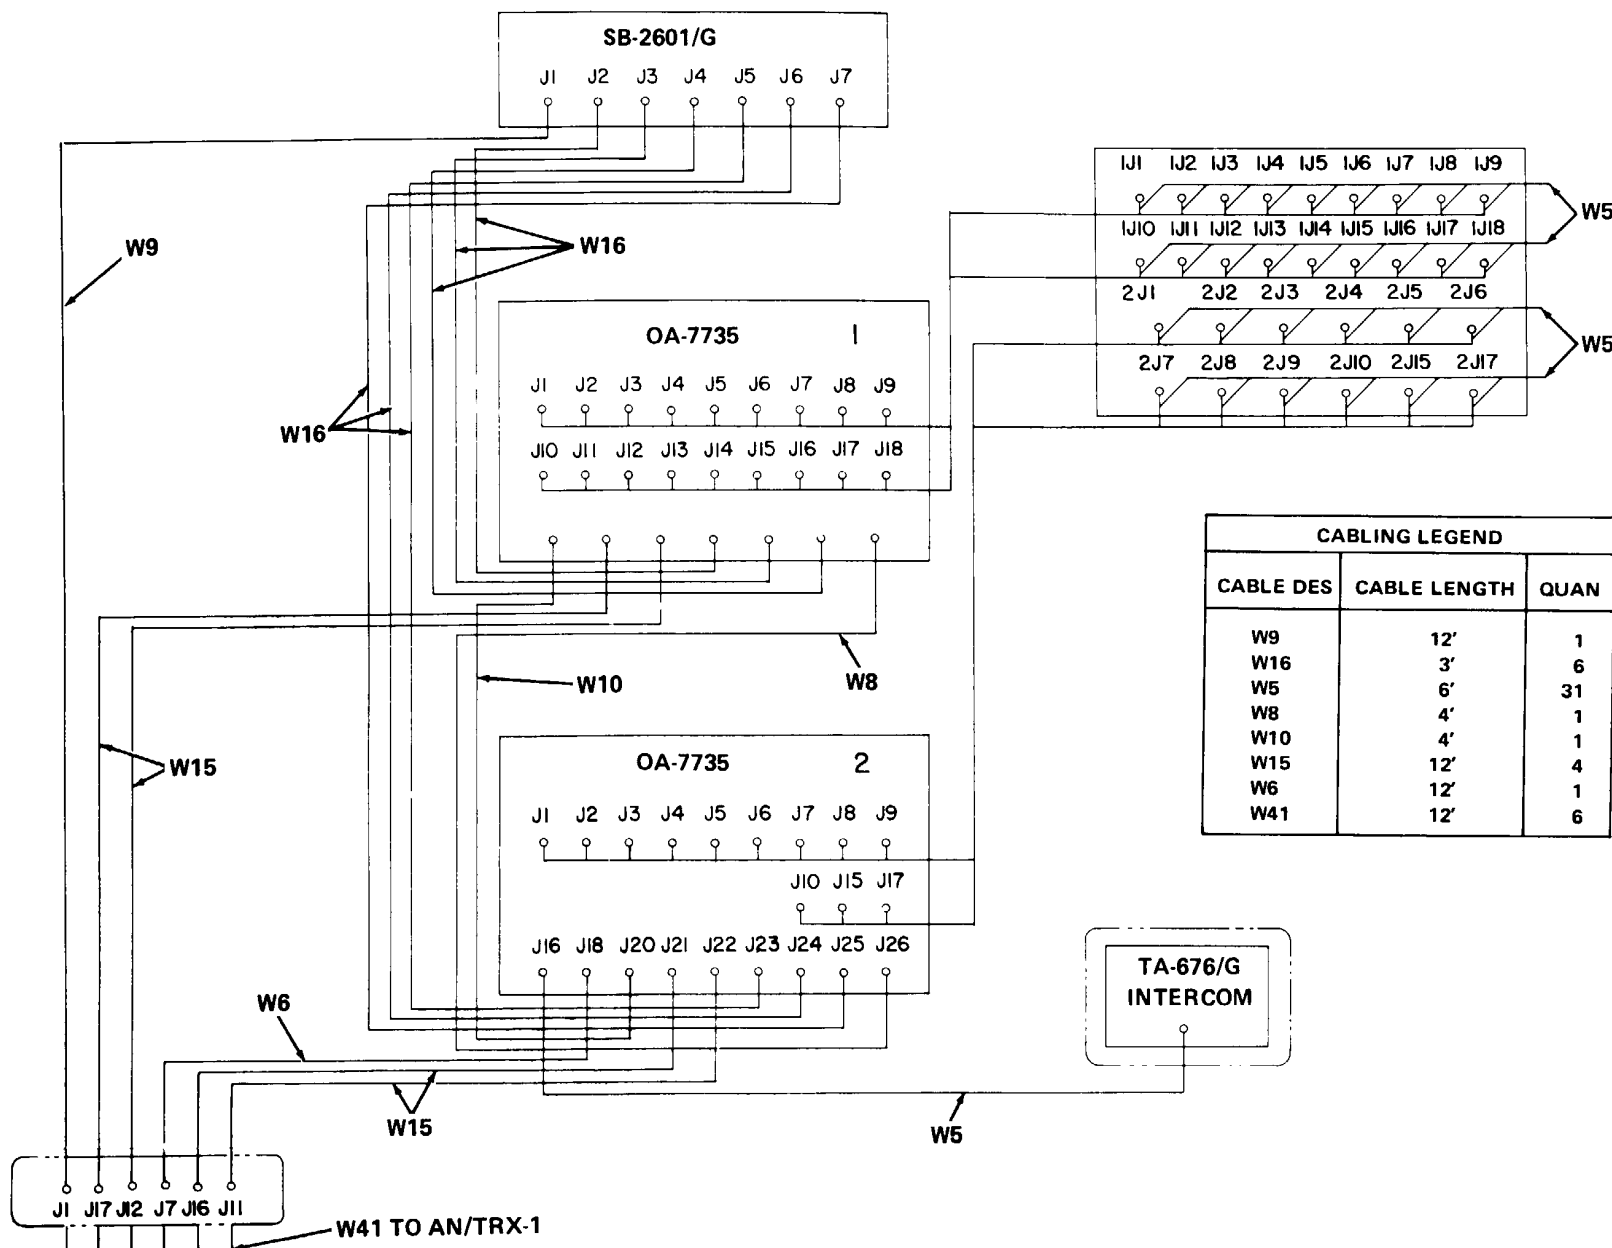 SB-2601/G
J1 J2 J3 J4 J5 J6 J7
1J1 1J2 1J3 1J4 1J5 1J6 1J7 1J8 1J9
W5
1J10 1J11 1J12 1J13 1J14 1J15 1J16 1J17 1J18
W9
W16
2J1 2J2 2J3 2J4 2J5 2J6
W5
2J7 2J8 2J9 2J10 2J15 2J17
OA-7735 1
J1 J2 J3 J4 J5 J6 J7 J8 J9
W16
J10 J11 J12 J13 J14 J15 J16 J17 J18
CABLING LEGEND
CABLE DES CABLE LENGTH QUAN
W9 12' 1
W16 3' 6
W5 6' 31
W8 4' 1
W10 4' 1
W15 12' 4
W6 12' 1
W41 12' 6
W10
W8
W15
OA-7735 2
J1 J2 J3 J4 J5 J6 J7 J8 J9
J10 J15 J17
J16 J18 J20 J21 J22 J23 J24 J25 J26
TA-676/G
INTERCOM
W6
W15
W5
J1 J17 J12 J7 J16 J11
W41 TO AN/TRX-1